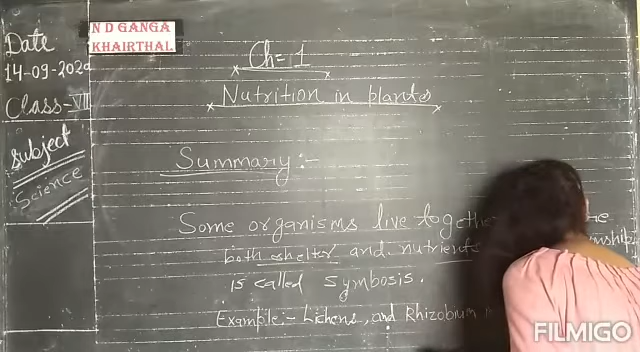 Date
14-09-2020
Class-VII
Subject
Science
N D GANGA
KHAIRTHAL
Ch=1
Nutrition in plantes
Summary:-
Some organisms live togethe
both shelter and nutrients
is called symbosis.
Example:- Lichens, and Rhizobium
FILMIGO